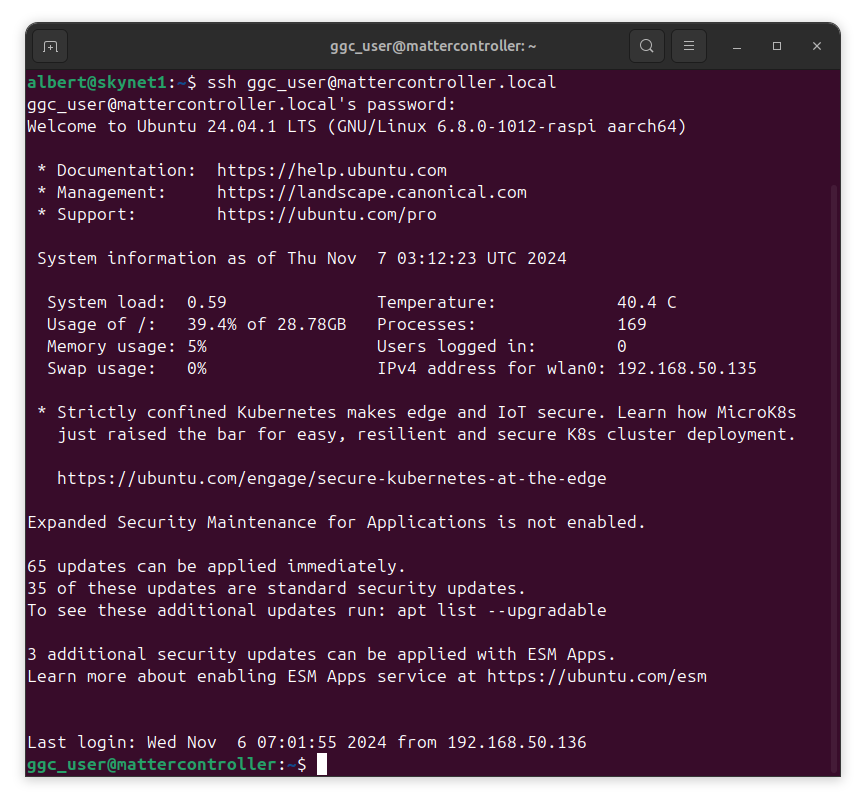 ggc_user@mattercontroller: ~
albert@skynet1:~$ ssh ggc_user@mattercontroller.local
ggc_user@mattercontroller.local's password:
Welcome to Ubuntu 24.04.1 LTS (GNU/Linux 6.8.0-1012-raspi aarch64)
* Documentation:  https://help.ubuntu.com
* Management:     https://landscape.canonical.com
* Support:        https://ubuntu.com/pro
System information as of Thu Nov  7 03:12:23 UTC 2024
System load:  0.59               Temperature:            40.4 C
Usage of /:   39.4% of 28.78GB   Processes:              169
Memory usage: 5%                 Users logged in:        0
Swap usage:   0%                 IPv4 address for wlan0: 192.168.50.135
* Strictly confined Kubernetes makes edge and IoT secure. Learn how MicroK8s
just raised the bar for easy, resilient and secure K8s cluster deployment.
https://ubuntu.com/engage/secure-kubernetes-at-the-edge
Expanded Security Maintenance for Applications is not enabled.
65 updates can be applied immediately.
35 of these updates are standard security updates.
To see these additional updates run: apt list --upgradable
3 additional security updates can be applied with ESM Apps.
Learn more about enabling ESM Apps service at https://ubuntu.com/esm
Last login: Wed Nov  6 07:01:55 2024 from 192.168.50.136
ggc_user@mattercontroller:~$